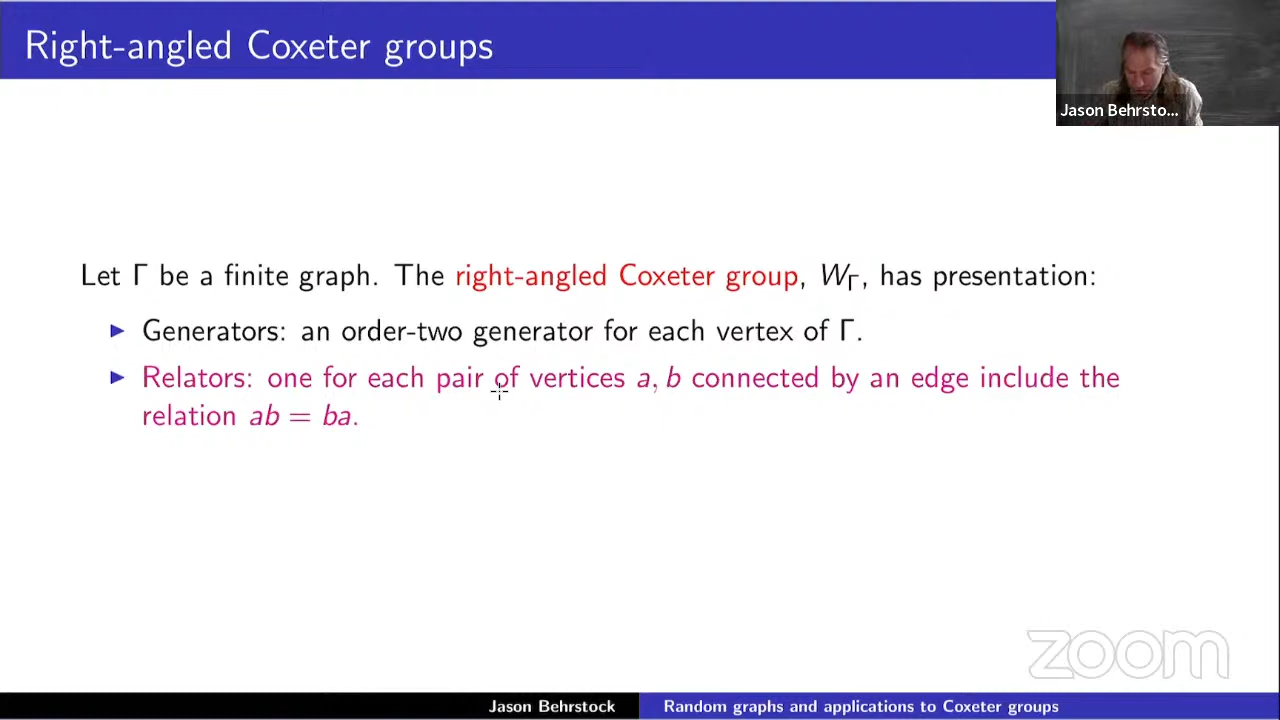 Right-angled Coxeter groups
Jason Behrsto...
Let Γ be a finite graph. The right-angled Coxeter group, W_Γ, has presentation:
▶ Generators: an order-two generator for each vertex of Γ.
▶ Relators: one for each pair of vertices a, b connected by an edge include the
relation ab = ba.
zoom
Jason Behrstock
Random graphs and applications to Coxeter groups